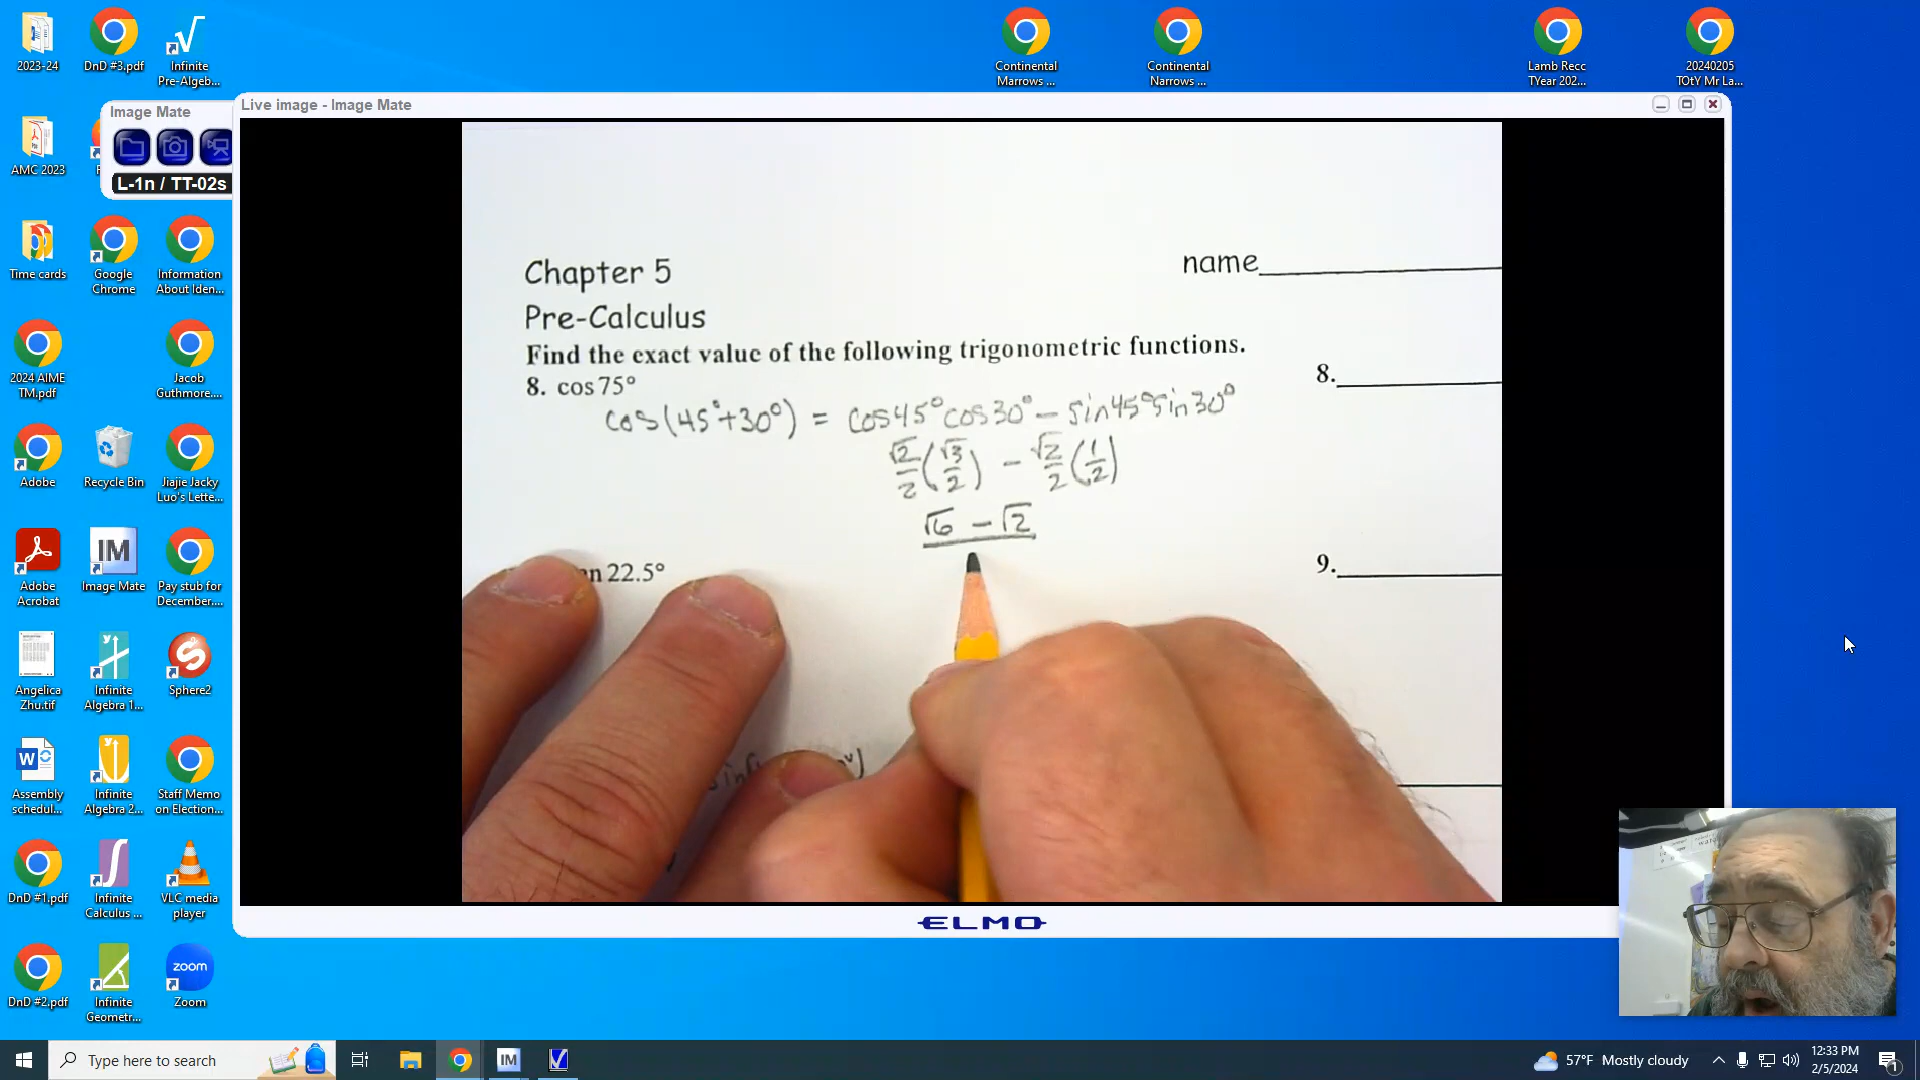 2023-24
DnD #3.pdf
Infinite
Pre-Algeb...
Continental
Marrows ...
Continental
Narrows ...
Lamb Recc
TYear 202...
20240205
TOtY Mr La...
Image Mate
L-1n / TT-02s
Live image - Image Mate
AMC 2023
Time cards
Google
Chrome
Information
About Iden...
2024 AIME
TM.pdf
Jacob
Guthmore...
Adobe
Recycle Bin
Jiajie Jacky
Luo's Lette...
Adobe
Acrobat
IM
Image Mate
Pay stub for
December....
Angelica
Zhu.tif
Infinite
Algebra 1...
Sphere2
Assembly
schedul...
Infinite
Algebra 2...
Staff Memo
on Election...
DnD #1.pdf
Infinite
Calculus ...
VLC media
player
DnD #2.pdf
Infinite
Geometr...
zoom
Zoom
Chapter 5
name
Pre-Calculus
Find the exact value of the following trigonometric functions.
8. cos 75°
8.
cos(45°+30°) = cos45°cos30° - sin45°sin30°
√2/2(√3/2) - √2/2(1/2)
√6 - √2
n 22.5°
9.
ELMO
Type here to search
IM
57°F Mostly cloudy
12:33 PM
2/5/2024
1